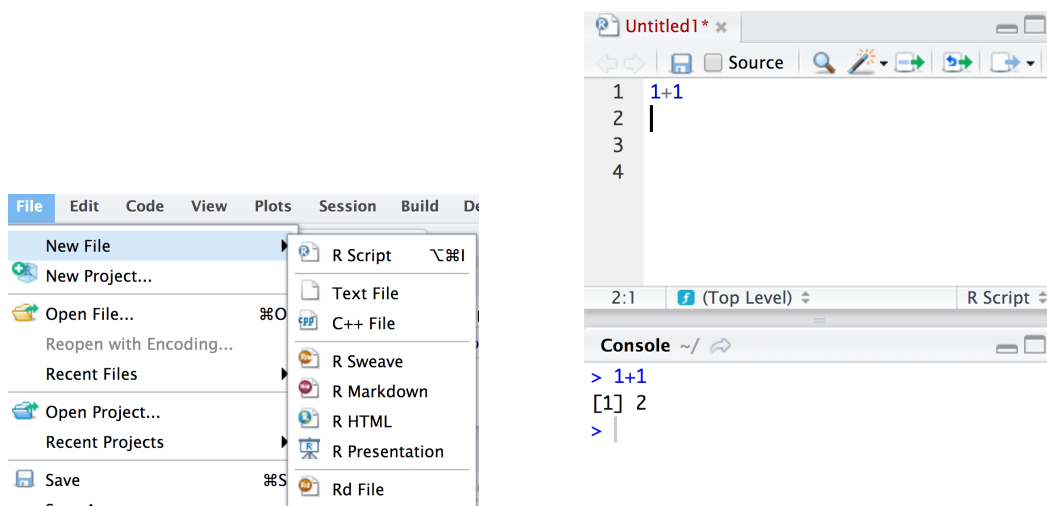 File Edit Code View Plots Session Build
New File
New Project...
Open File... ⌘O
Reopen with Encoding...
Recent Files
Open Project...
Recent Projects
Save ⌘S
R Script ⌥⌘I
Text File
C++ File
R Sweave
R Markdown
R HTML
R Presentation
Rd File
Untitled1*
Source
1 1+1
2
3
4
2:1 (Top Level) R Script
Console ~/
> 1+1
[1] 2
>